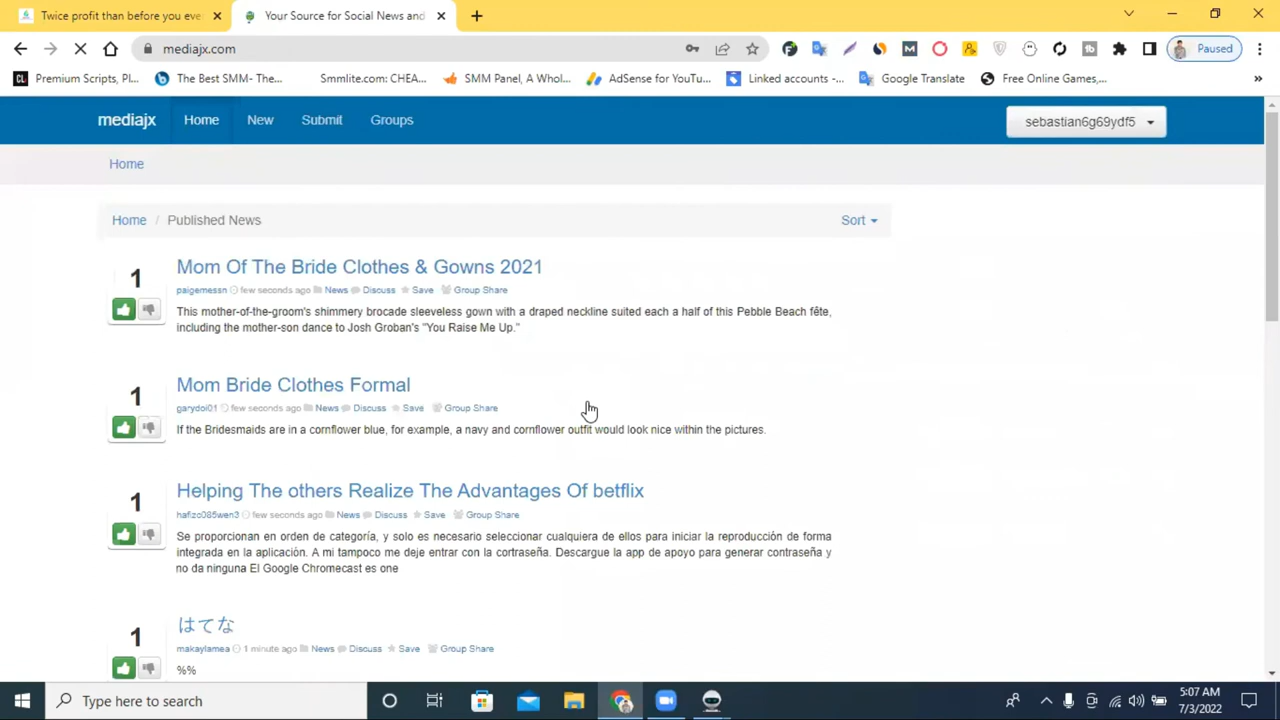 Twice profit than before you eve
Your Source for Social News and
mediajx.com
Paused
Premium Scripts, Pl...
The Best SMM- The...
Smmlite.com: CHEA...
SMM Panel, A Whol...
AdSense for YouTu...
Linked accounts -...
Google Translate
Free Online Games,...
»
mediajx
Home
New
Submit
Groups
sebastian6g69ydf5
Home
Home / Published News
Sort
1
Mom Of The Bride Clothes & Gowns 2021
paigemessn few seconds ago News Discuss Save Group Share
This mother-of-the-groom's shimmery brocade sleeveless gown with a draped neckline suited each a half of this Pebble Beach fête,
including the mother-son dance to Josh Groban's "You Raise Me Up."
1
Mom Bride Clothes Formal
garydoi01 few seconds ago News Discuss Save Group Share
If the Bridesmaids are in a cornflower blue, for example, a navy and cornflower outfit would look nice within the pictures.
1
Helping The others Realize The Advantages Of betflix
hafizc085wen3 few seconds ago News Discuss Save Group Share
Se proporcionan en orden de categoría, y solo es necesario seleccionar cualquiera de ellos para iniciar la reproducción de forma
integrada en la aplicación. A mi tampoco me deje entrar con la contraseña. Descargue la app de apoyo para generar contraseña y
no da ninguna El Google Chromecast es one
1
はてな
makaylamea 1 minute ago News Discuss Save Group Share
%%
Type here to search
5:07 AM
7/3/2022